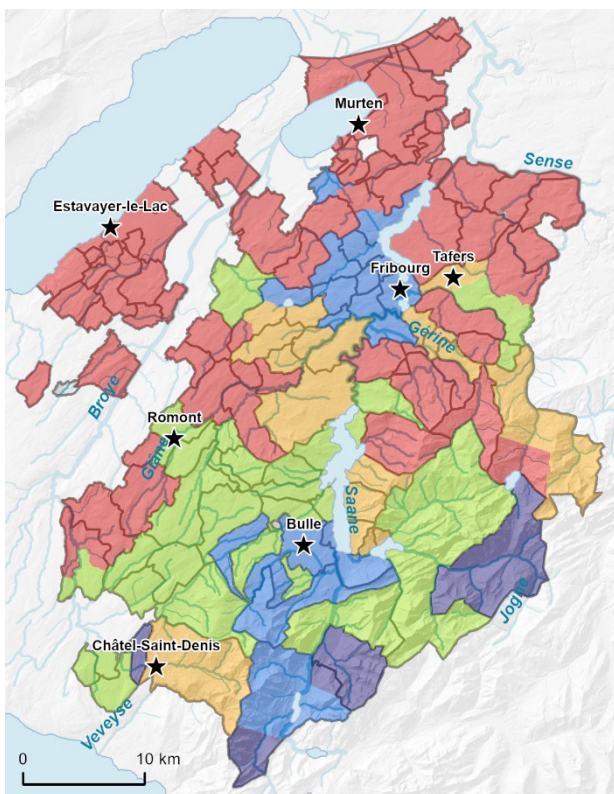 Murten
Sense
Estavayer-le-Lac
Tafers
Fribourg
Gérine
Broye
Romont
Glâne
Saane
Bulle
Jogne
Châtel-Saint-Denis
Veveyse
0 10 km